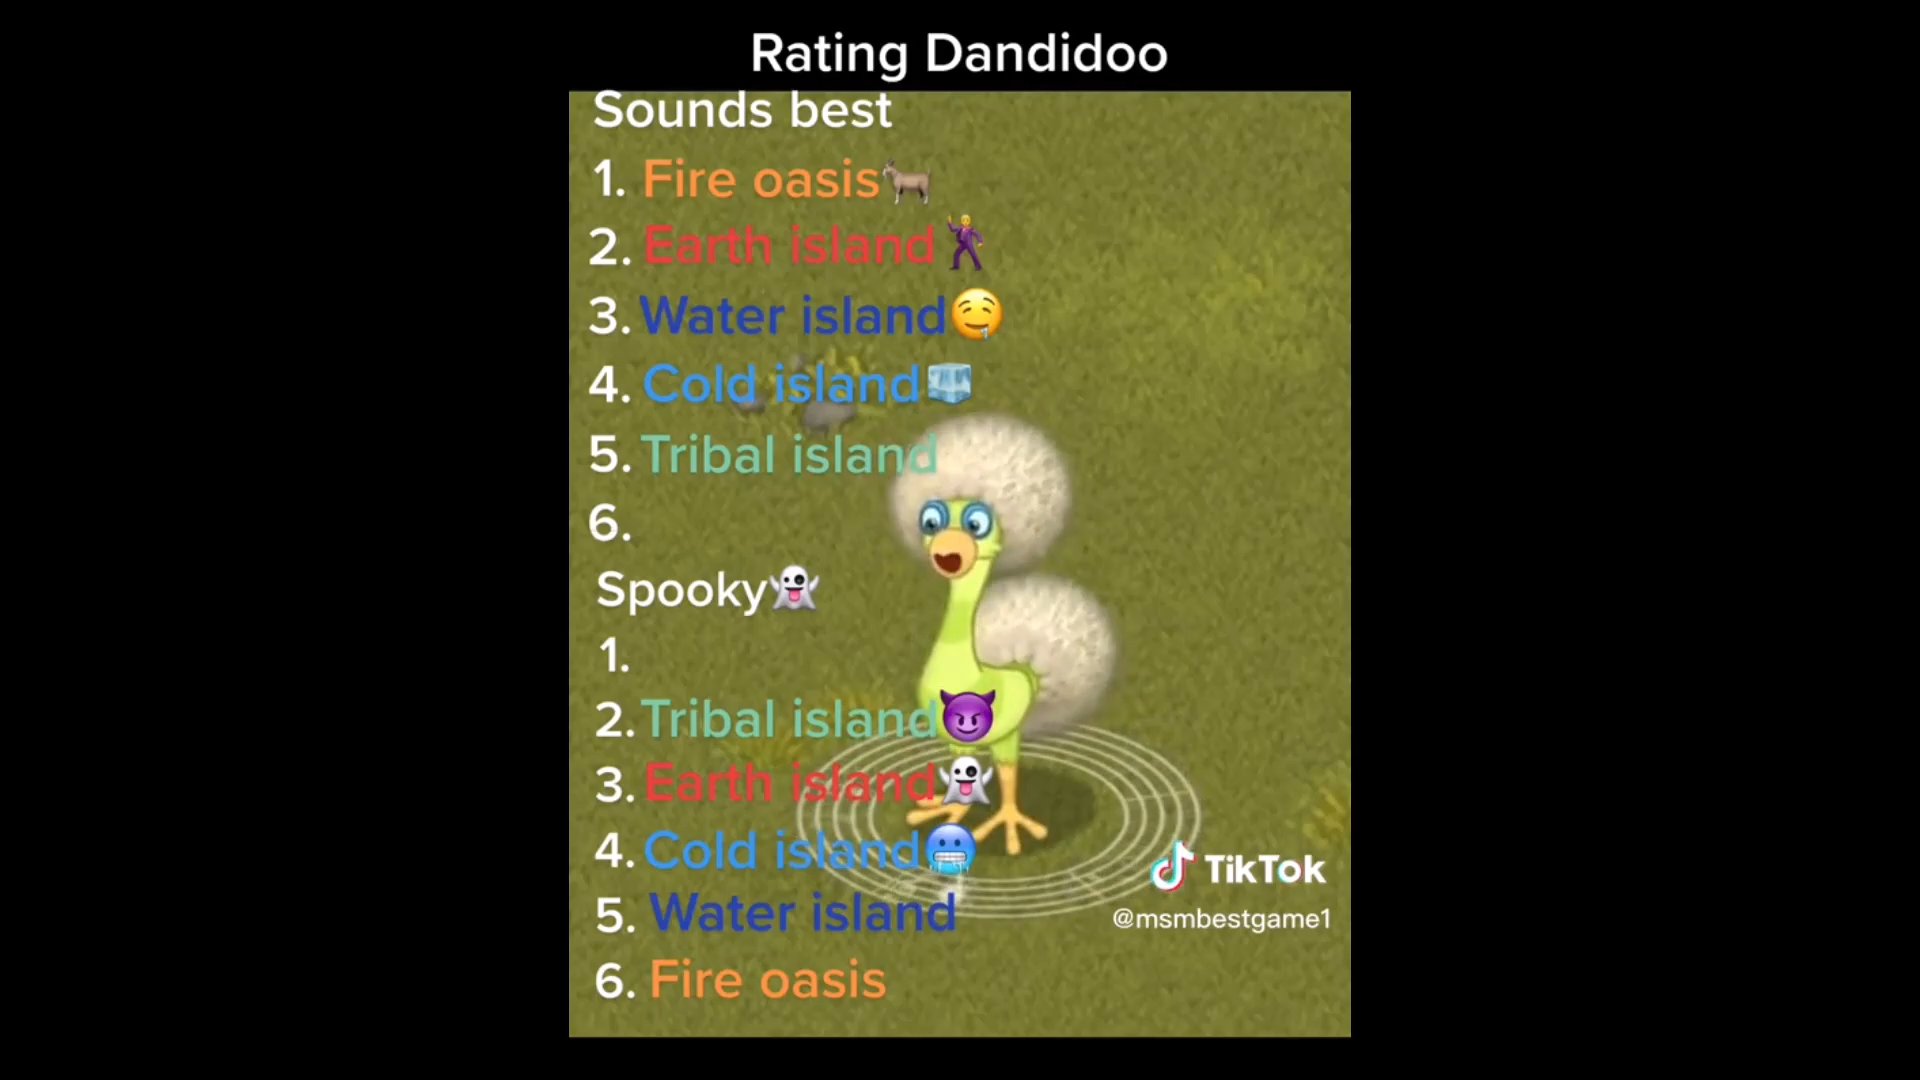 Rating Dandidoo
Sounds best
1. Fire oasis🐐
2. Earth island🕺
3. Water island🤤
4. Cold island🧊
5. Tribal island
6.
Spooky👻
1.
2. Tribal island😈
3. Earth island👻
4. Cold island🥶
5. Water island
6. Fire oasis
TikTok
@msmbestgame1